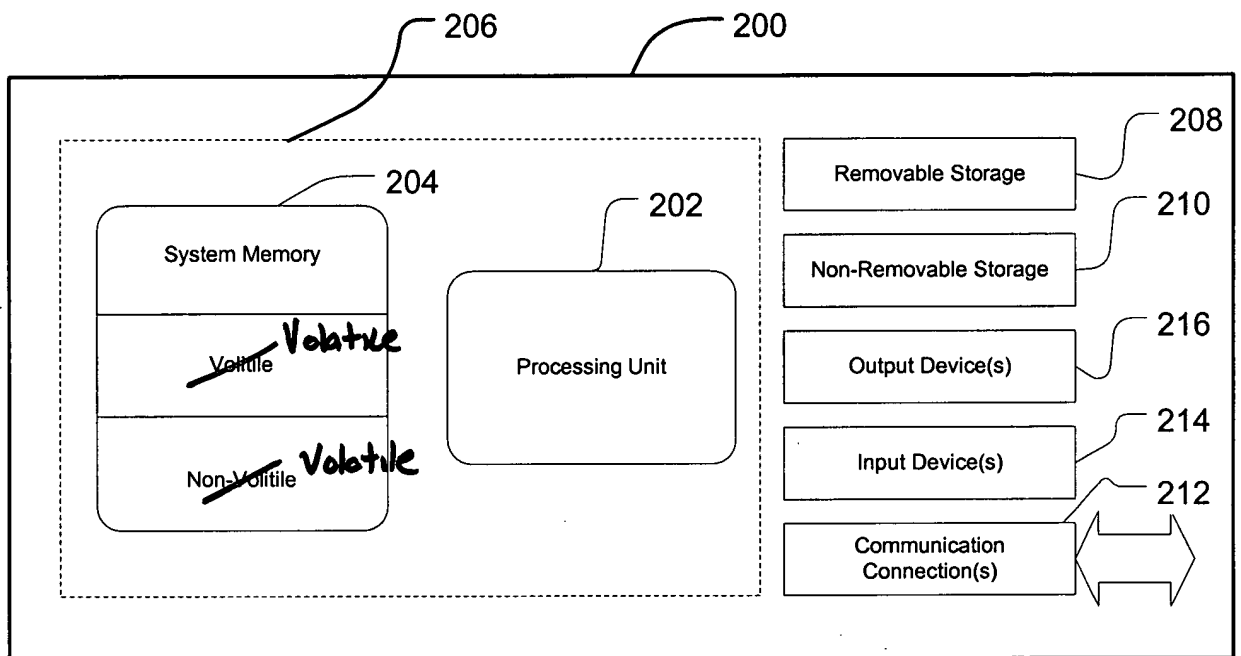 206
200
208
204
Removable Storage
202
210
System Memory
Non-Removable Storage
Volitile Volatile
216
Processing Unit
Output Device(s)
214
Non-Volitile Volatile
Input Device(s)
212
Communication
Connection(s)